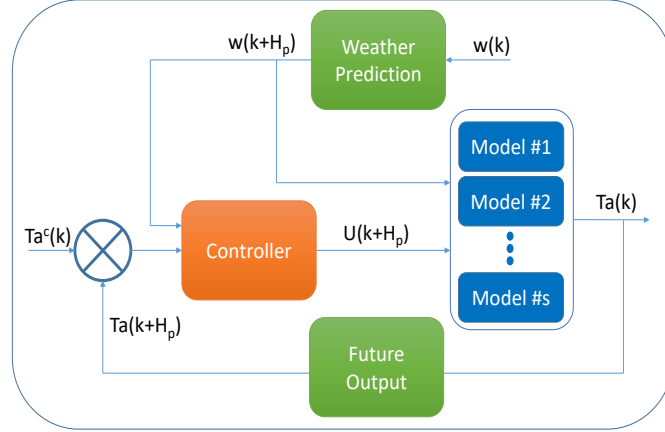 w(k+Hₚ)
Weather
Prediction
w(k)
Model #1
Model #2
Model #s
Taᶜ(k)
Controller
U(k+Hₚ)
Ta(k)
Ta(k+Hₚ)
Future
Output